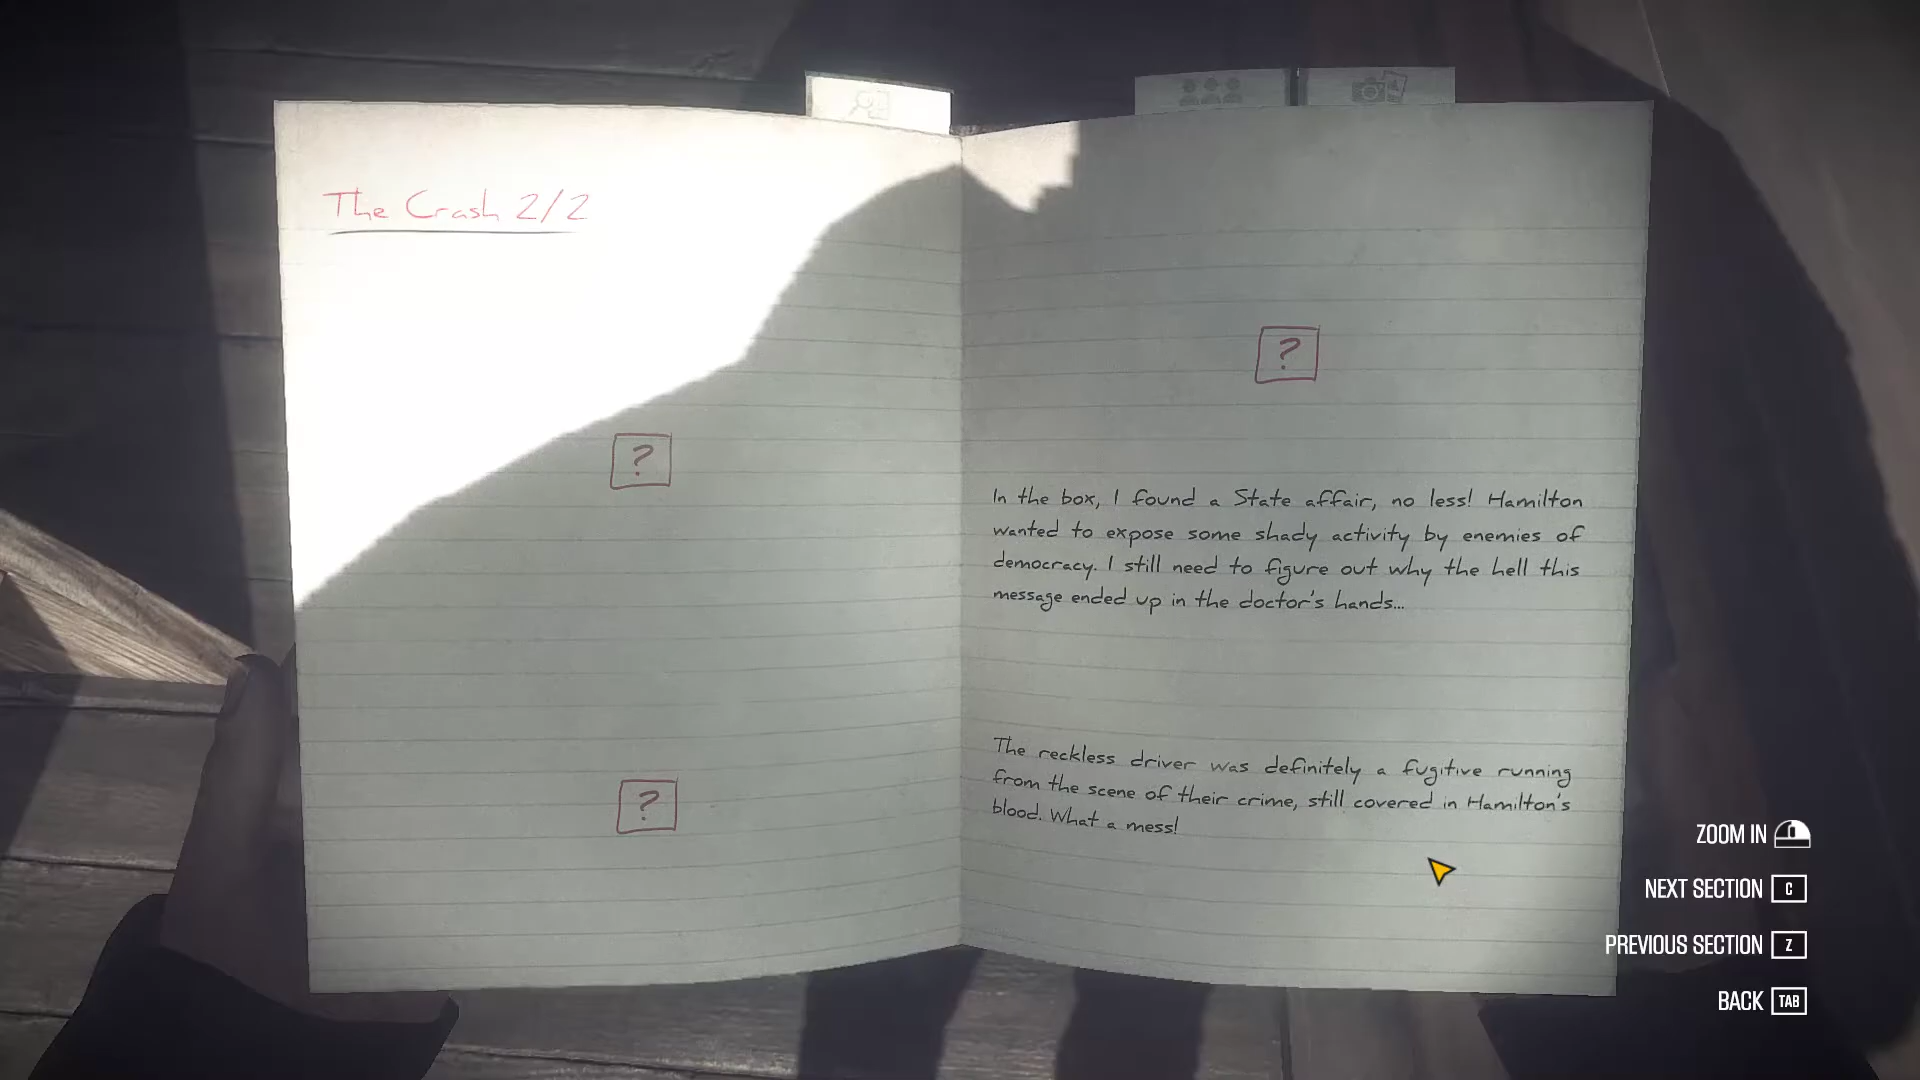 The Crash 2/2
?
?
?
In the box, I found a State affair, no less! Hamilton
wanted to expose some shady activity by enemies of
democracy. I still need to figure out why the hell this
message ended up in the doctor's hands...
The reckless driver was definitely a fugitive running
from the scene of their crime, still covered in Hamilton's
blood. What a mess!
ZOOM IN
NEXT SECTION C
PREVIOUS SECTION Z
BACK TAB